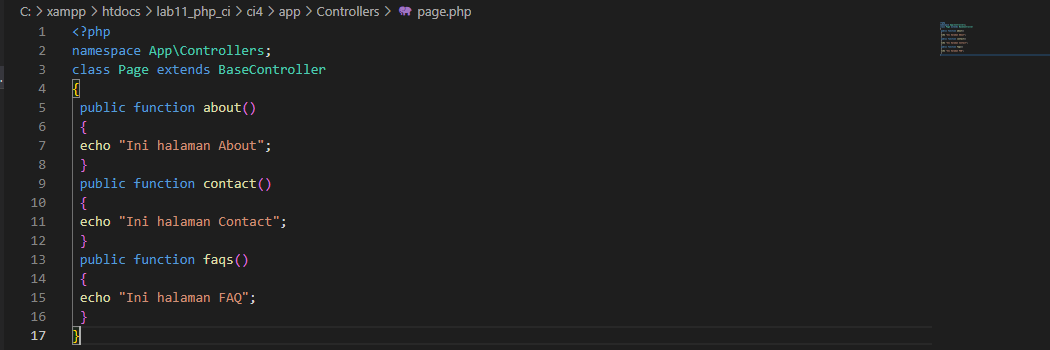 C: > xampp > htdocs > lab11_php_ci > ci4 > app > Controllers > page.php
1 <?php
2 namespace App\Controllers;
3 class Page extends BaseController
4 {
5 public function about()
6 {
7 echo "Ini halaman About";
8 }
9 public function contact()
10 {
11 echo "Ini halaman Contact";
12 }
13 public function faqs()
14 {
15 echo "Ini halaman FAQ";
16 }
17 }